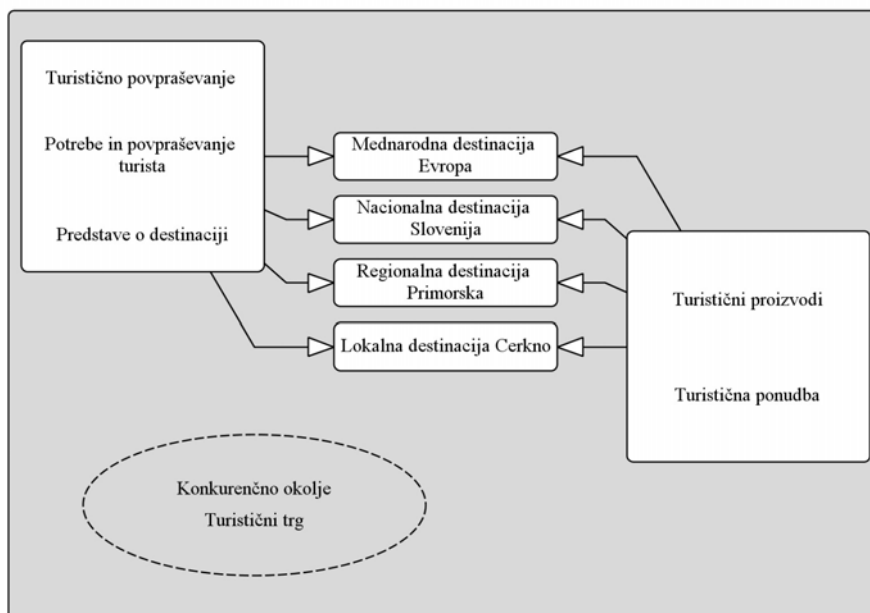 Turistično povpraševanje
Potrebe in povpraševanje
turista
Predstave o destinaciji
Mednarodna destinacija
Evropa
Nacionalna destinacija
Slovenija
Regionalna destinacija
Primorska
Lokalna destinacija Cerkno
Turistični proizvodi
Turistična ponudba
Konkurenčno okolje
Turistični trg